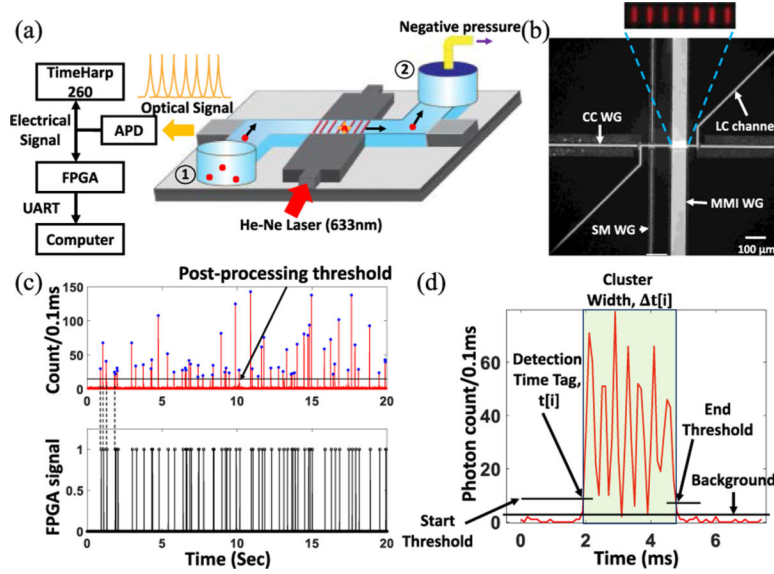 (a)
TimeHarp
260
Electrical
Signal
APD
Optical Signal
FPGA
UART
Computer
Negative pressure
②
①
He-Ne Laser (633nm)
(b)
CC WG
LC channel
MMI WG
SM WG
100 μm
(c)
Post-processing threshold
Count/0.1ms
150
100
50
0
0 5 10 15 20
FPGA signal
1
0.5
0
0 5 10 15 20
Time (Sec)
(d)
Cluster
Width, Δt[i]
Photon count/0.1ms
60
40
20
0
Detection
Time Tag,
t[i]
End
Threshold
Background
Start
Threshold
0 2 4 6
Time (ms)